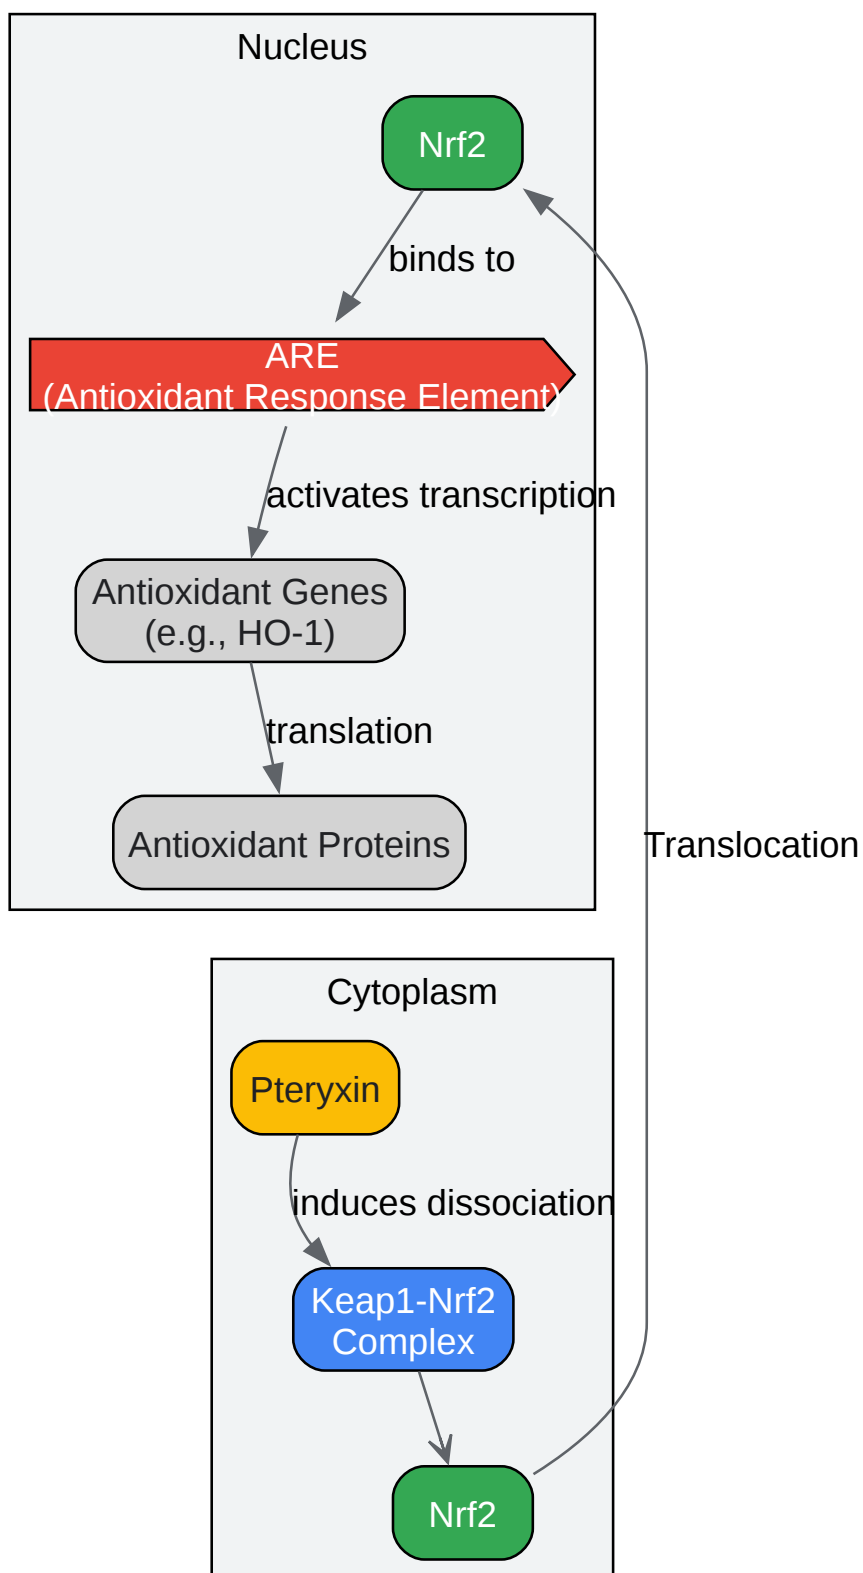 Nucleus
Nrf2
binds to
ARE
(Antioxidant Response Element)
activates transcription
Antioxidant Genes
(e.g., HO-1)
translation
Antioxidant Proteins
Translocation
Cytoplasm
Pteryxin
induces dissociation
Keap1-Nrf2
Complex
Nrf2